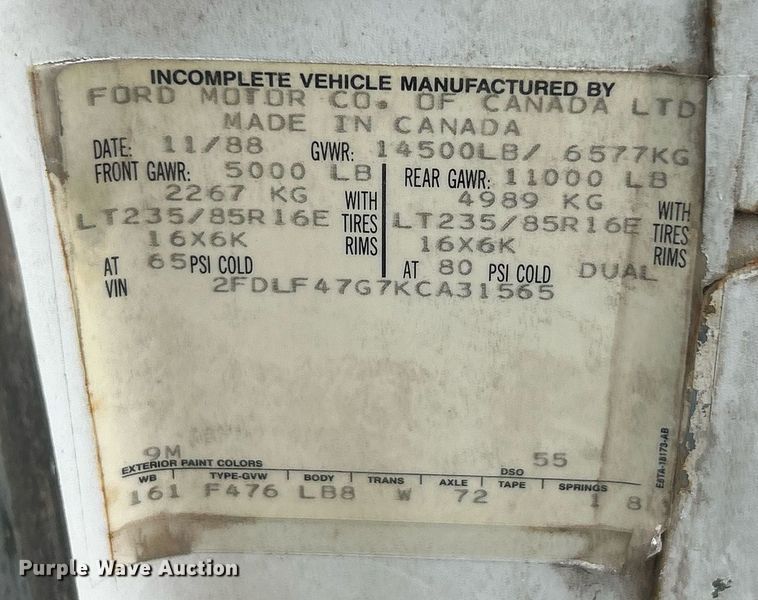 INCOMPLETE VEHICLE MANUFACTURED BY
FORD MOTOR CO. OF CANADA LTD
MADE IN CANADA
DATE: 11/88 GVWR: 14500LB/ 6577KG
FRONT GAWR: 5000 LB REAR GAWR: 11000 LB
2267 KG WITH 4989 KG WITH
LT235/85R16E TIRES LT235/85R16E TIRES
16X6K RIMS 16X6K RIMS
AT 65 PSI COLD AT 80 PSI COLD DUAL
VIN 2FDLF47G7KCA31565
9M 55
EXTERIOR PAINT COLORS DSO
WB TYPE-GVW BODY TRANS AXLE TAPE SPRINGS
161 F476 LB8 W 72 1 8
E6TA-15173-AB
Purple Wave Auction